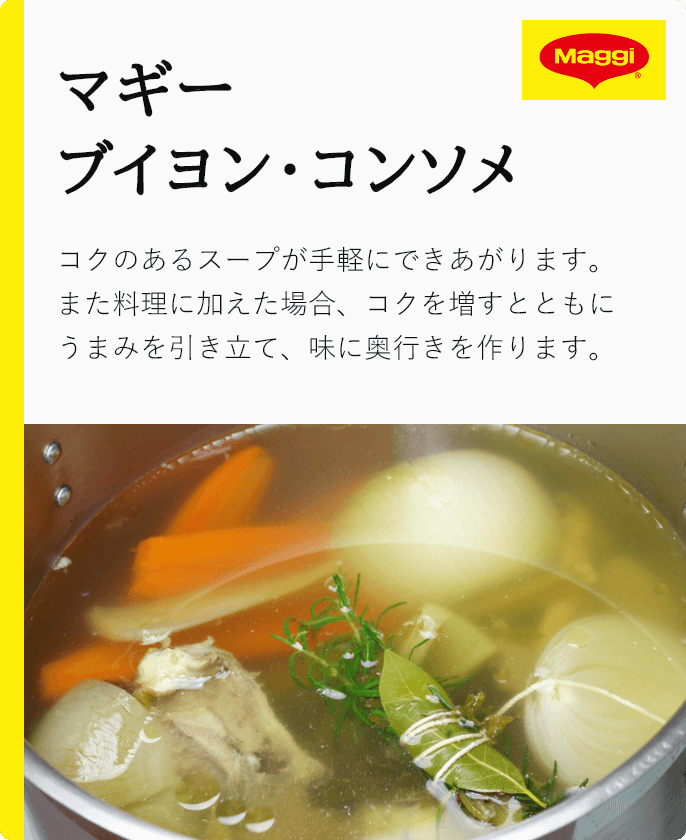 Maggi
®
マギー
ブイヨン・コンソメ
コクのあるスープが手軽にできあがります。
また料理に加えた場合、コクを増すとともに
うまみを引き立て、味に奥行きを作ります。